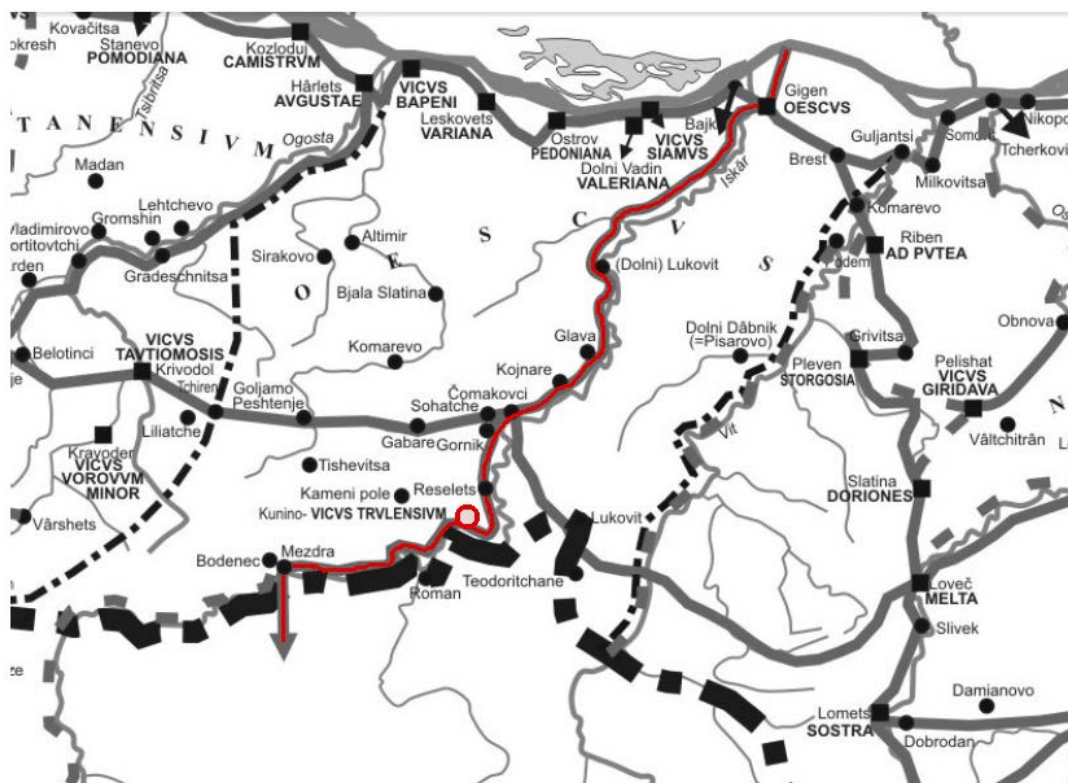 Kovačitsa
Stanevo
POMODIANA
Tsibritsa
Kozloduj
CAMISTRVM
Hârlets
AVGVSTAE
VICVS
BAPENI
Leskovets
VARIANA
Ostrov
PEDONIANA
Dolni Vadin
VALERIANA
VICVS
SIAMVS
Gigen
OESCVS
Iskăr
Guljantsi
Brest
Milkovitsa
Komarevo
Riben
AD PVTEA
TANENSIVM
Ogosta
Madan
Lehtchevo
Gromshin
Gradeschnitsa
Altimir
Sirakovo
Bjala Slatina
Komarevo
OESCVS
(Dolni) Lukovit
Glava
Kojnare
Čomakovci
Sohatche
Gabare
Gornik
Goljamo
Peshtenje
Tchiren
Belotinci
VICVS
TAVTIOMOSIS
Krivodol
Liliatche
Kravoder
VICVS
VOROVVM
MINOR
Vârshets
Tishevitsa
Kameni pole
Reselets
Kunino- VICVS TRVLENSIVM
Bodenec
Mezdra
Roman
Teodoritchane
Lukovit
Dolni Dâbnik
(=Pisarovo)
Vit
Grivitsa
Pleven
STORGOSIA
Pelishat
VICVS
GIRIDAVA
Obnova
Vâltchitrân
N
Slatina
DORIONES
Loveč
MELTA
Slivek
Lomets
SOSTRA
Damianovo
Dobrodan